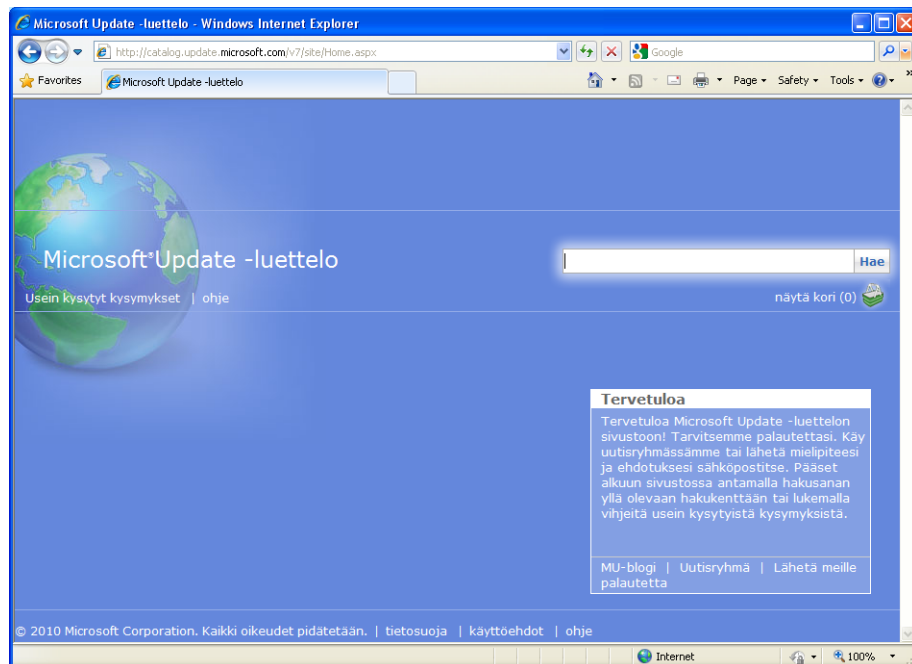 Microsoft Update -luettelo - Windows Internet Explorer
http://catalog.update.microsoft.com/v7/site/Home.aspx
Google
Favorites
Microsoft Update -luettelo
Page
Safety
Tools
Microsoft® Update -luettelo
Hae
Usein kysytyt kysymykset | ohje
näytä kori (0)
Tervetuloa
Tervetuloa Microsoft Update -luettelon
sivustoon! Tarvitsemme palautettasi. Käy
uutisryhmässämme tai lähetä mielipiteesi
ja ehdotuksesi sähköpostitse. Pääset
alkuun sivustossa antamalla hakusanan
yllä olevaan hakukenttään tai lukemalla
vihjeitä usein kysytyistä kysymyksistä.
MU-blogi | Uutisryhmä | Lähetä meille
palautetta
© 2010 Microsoft Corporation. Kaikki oikeudet pidätetään. | tietosuoja | käyttöehdot | ohje
Internet
100%